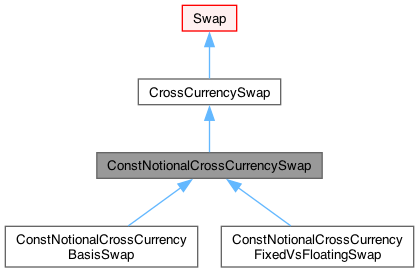 Swap
CrossCurrencySwap
ConstNotionalCrossCurrencySwap
ConstNotionalCrossCurrency
BasisSwap
ConstNotionalCrossCurrency
FixedVsFloatingSwap